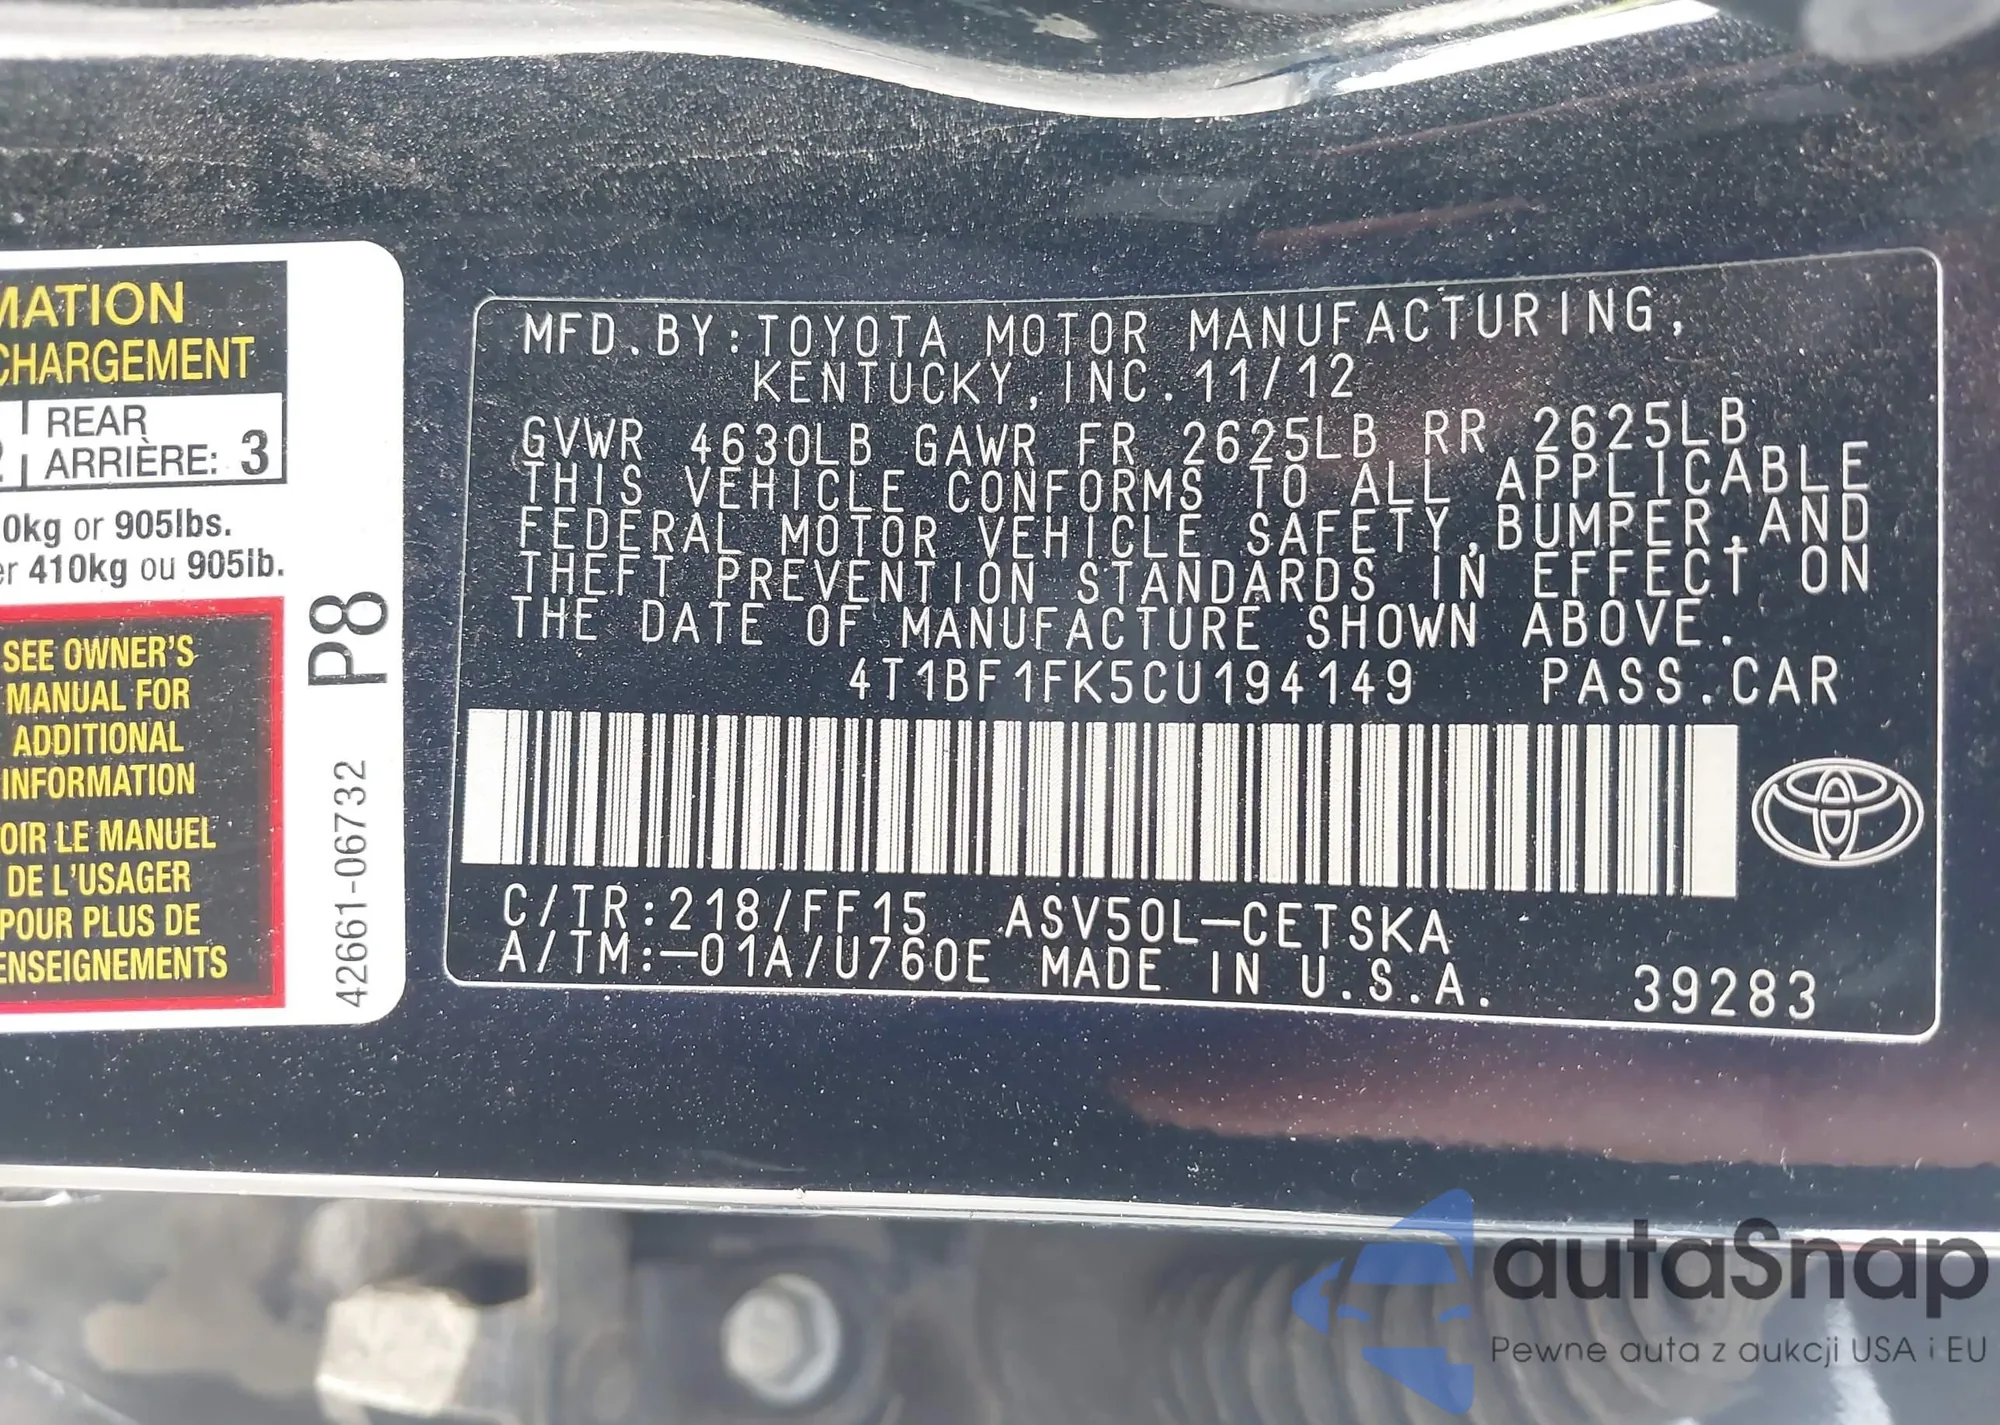 MATION
CHARGEMENT
REAR
ARRIÈRE: 3
0kg or 905lbs.
er 410kg ou 905lb.
SEE OWNER'S
MANUAL FOR
ADDITIONAL
INFORMATION
OIR LE MANUEL
DE L'USAGER
POUR PLUS DE
ENSEIGNEMENTS
P8
42661-06732
MFD.BY:TOYOTA MOTOR MANUFACTURING,
KENTUCKY,INC.11/12
GVWR 4630LB GAWR FR 2625LB RR 2625LB
THIS VEHICLE CONFORMS TO ALL APPLICABLE
FEDERAL MOTOR VEHICLE SAFETY,BUMPER,AND
THEFT PREVENTION STANDARDS IN EFFECT ON
THE DATE OF MANUFACTURE SHOWN ABOVE.
4T1BF1FK5CU194149 PASS.CAR
C/TR:218/FF15 ASV50L-CETSKA
A/TM:-01A/U760E MADE IN U.S.A. 39283
autaSnap
Pewne auta z aukcji USA i EU